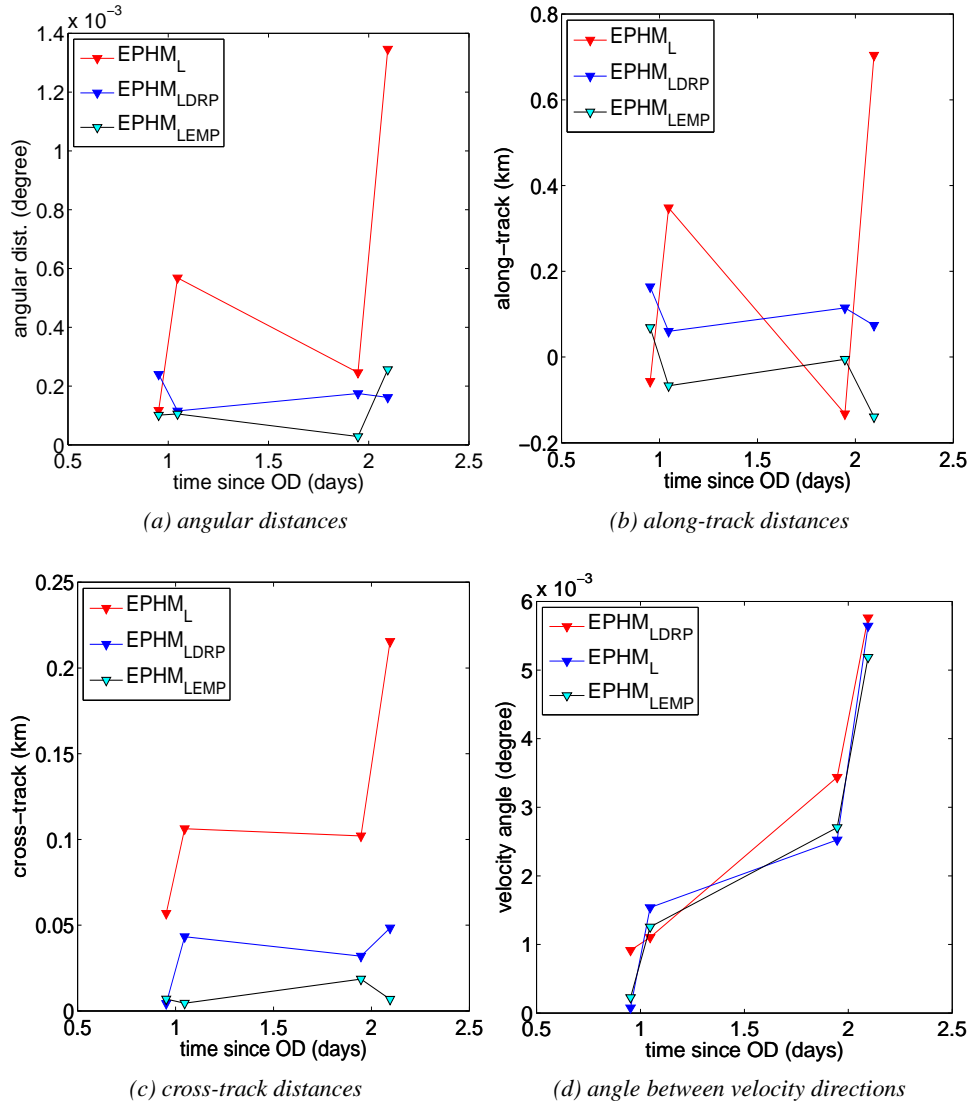 x 10⁻³
1.4
1.2
1
0.8
0.6
0.4
0.2
0
angular dist. (degree)
EPHM_L
EPHM_LDRP
EPHM_LEMP
0.5 1 1.5 2 2.5
time since OD (days)
(a) angular distances
0.8
0.6
0.4
0.2
0
−0.2
along−track (km)
EPHM_L
EPHM_LDRP
EPHM_LEMP
0.5 1 1.5 2 2.5
time since OD (days)
(b) along-track distances
0.25
0.2
0.15
0.1
0.05
0
cross−track (km)
EPHM_L
EPHM_LDRP
EPHM_LEMP
0.5 1 1.5 2 2.5
time since OD (days)
(c) cross-track distances
x 10⁻³
6
5
4
3
2
1
0
velocity angle (degree)
EPHM_LDRP
EPHM_L
EPHM_LEMP
0.5 1 1.5 2 2.5
time since OD (days)
(d) angle between velocity directions